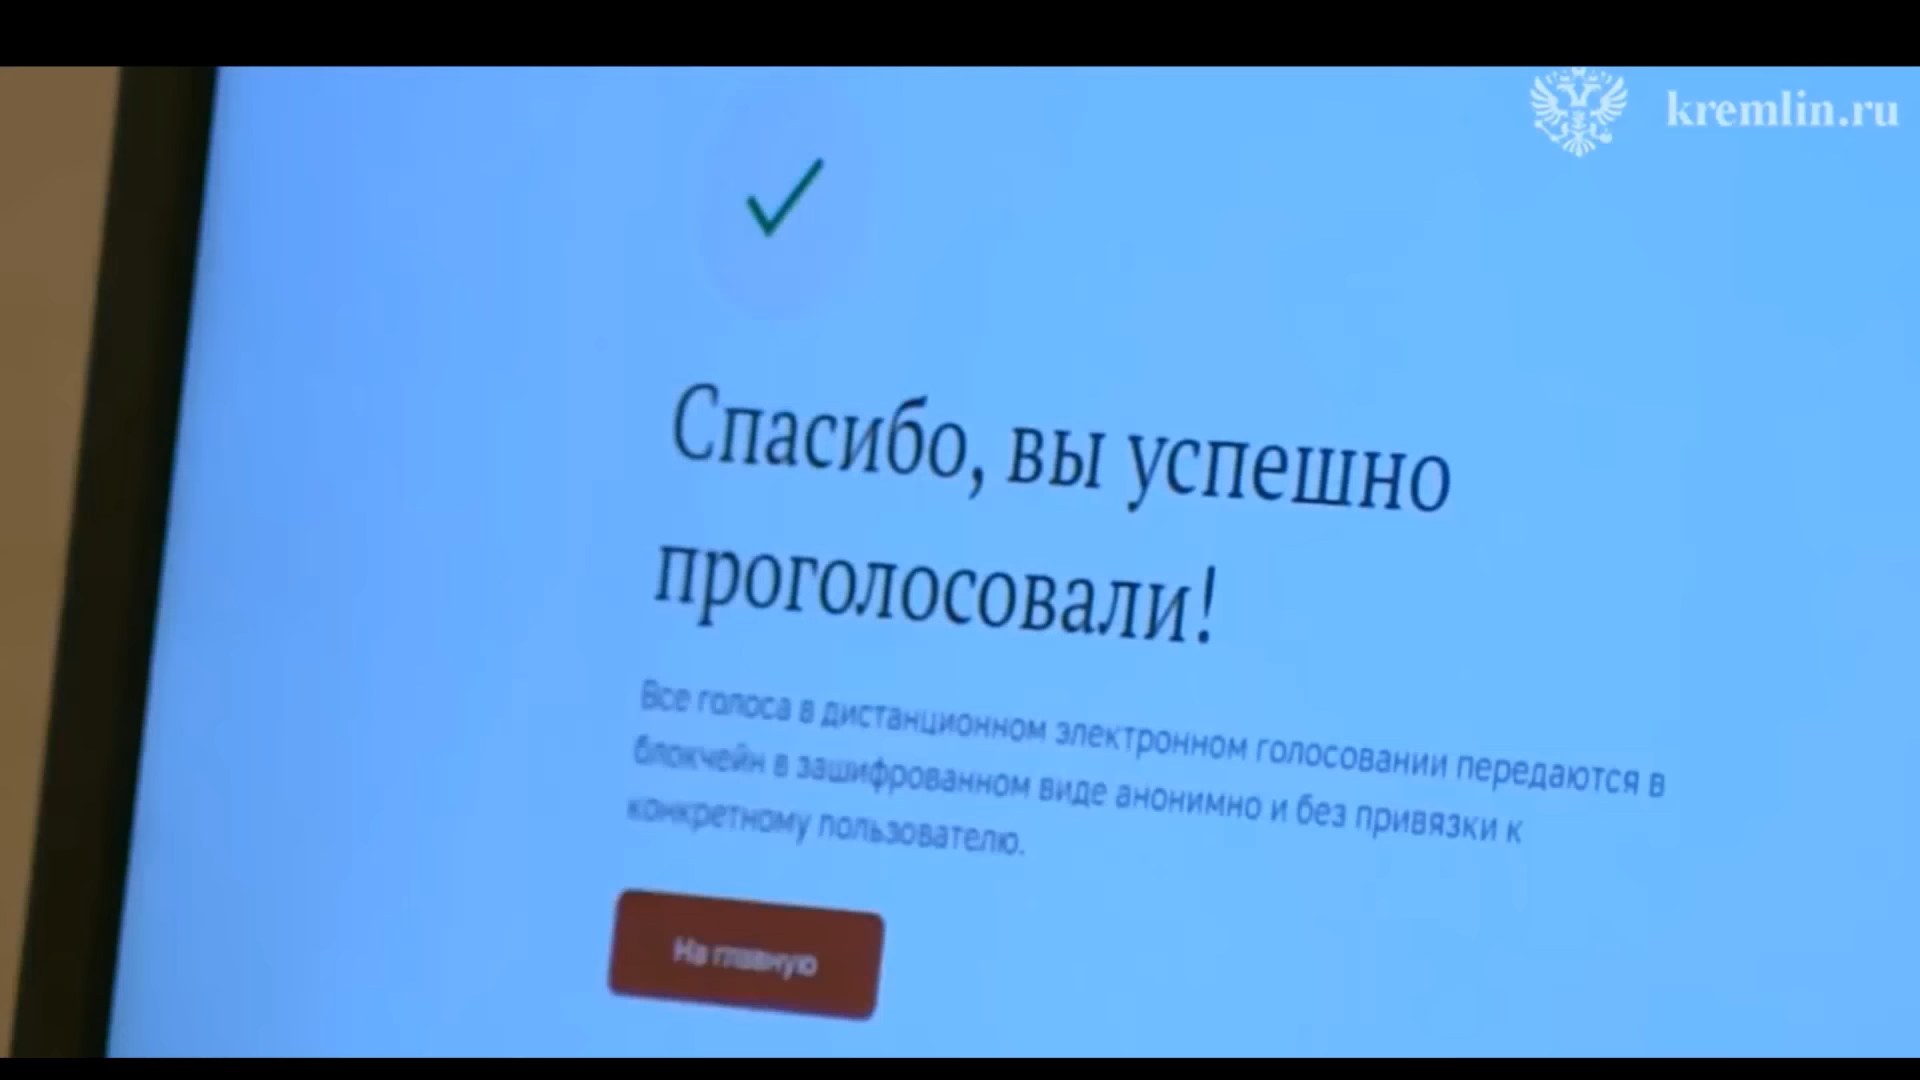 kremlin.ru
Спасибо, вы успешно
проголосовали!
Все голоса в дистанционном электронном голосовании передаются в
блокчейн в зашифрованном виде анонимно и без привязки к
конкретному пользователю.
На главную